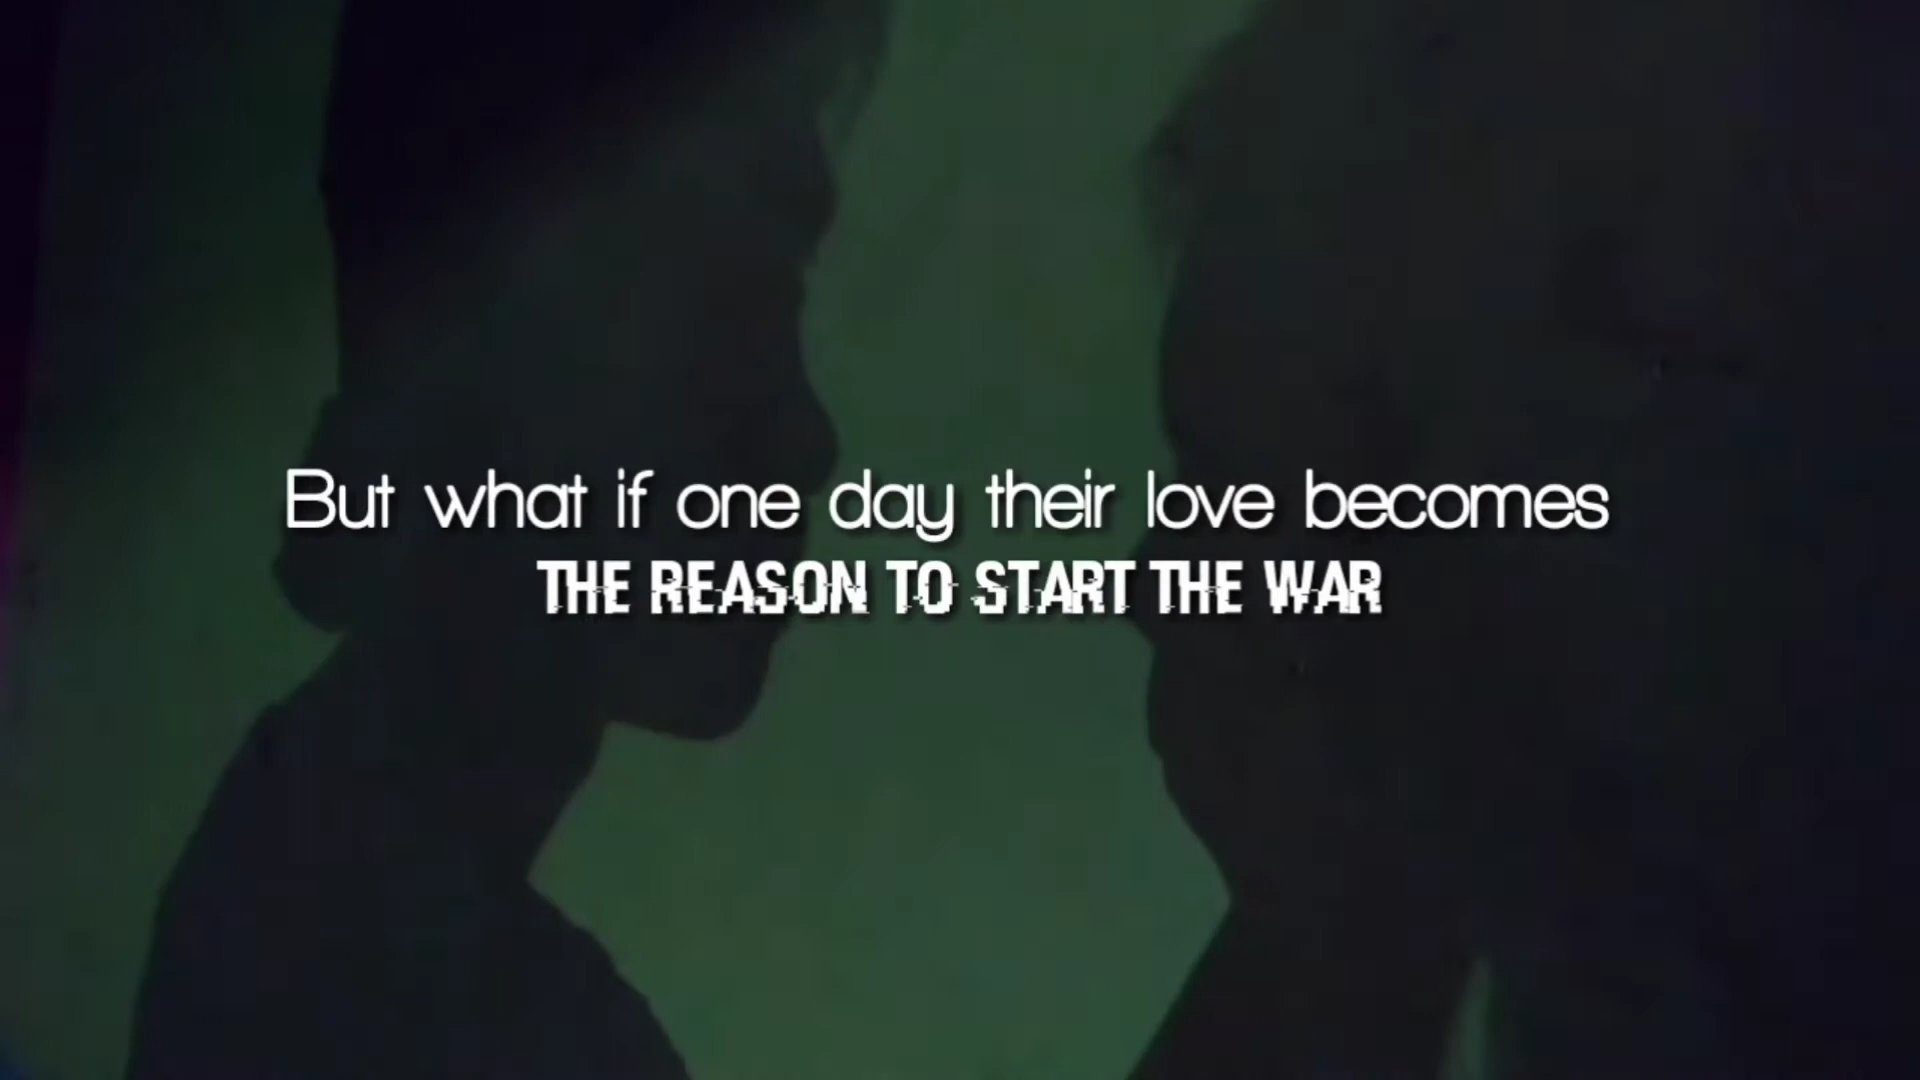 But what if one day their love becomes
THE REASON TO START THE WAR